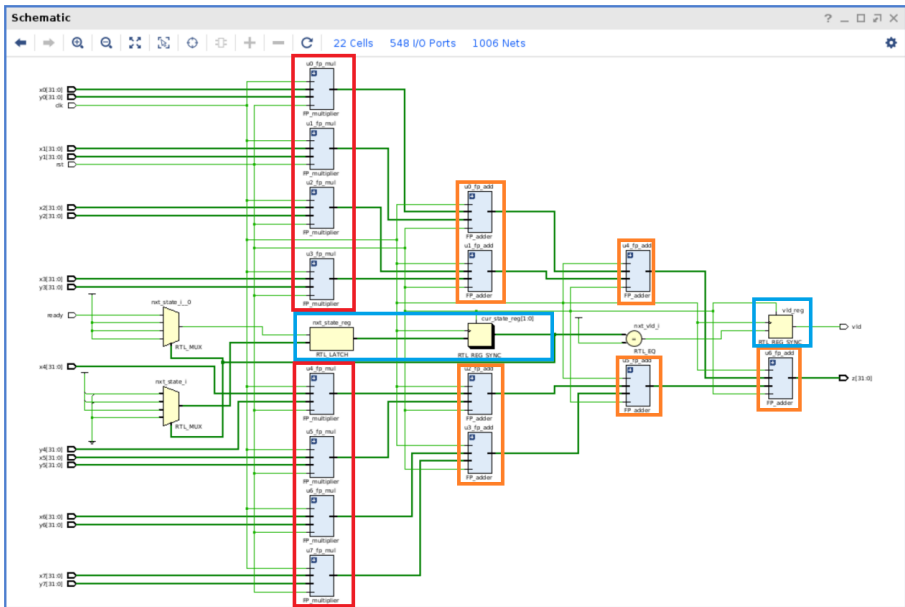 Schematic
22 Cells 548 I/O Ports 1006 Nets
u0_fp_mul
x0[31:0]
y0[31:0]
clk
FP_multiplier
u1_fp_mul
x1[31:0]
y1[31:0]
rst
FP_multiplier
u2_fp_mul
u0_fp_add
x2[31:0]
y2[31:0]
FP_multiplier
FP_adder
u3_fp_mul
u1_fp_add
u4_fp_add
x3[31:0]
y3[31:0]
FP_multiplier
FP_adder
FP_adder
nxt_state_i__0
vld_reg
ready
nxt_state_reg
cur_state_reg[1:0]
nxt_vld_i
vld
RTL_MUX
RTL_LATCH
RTL_REG_SYNC
RTL_EQ
RTL_REG_SYNC
x4[31:0]
u4_fp_mul
u2_fp_add
u5_fp_add
u6_fp_add
nxt_state_i
z[31:0]
FP_multiplier
FP_adder
FP_adder
FP_adder
RTL_MUX
u5_fp_mul
u3_fp_add
y4[31:0]
x5[31:0]
y5[31:0]
FP_multiplier
FP_adder
u6_fp_mul
x6[31:0]
y6[31:0]
FP_multiplier
u7_fp_mul
x7[31:0]
y7[31:0]
FP_multiplier